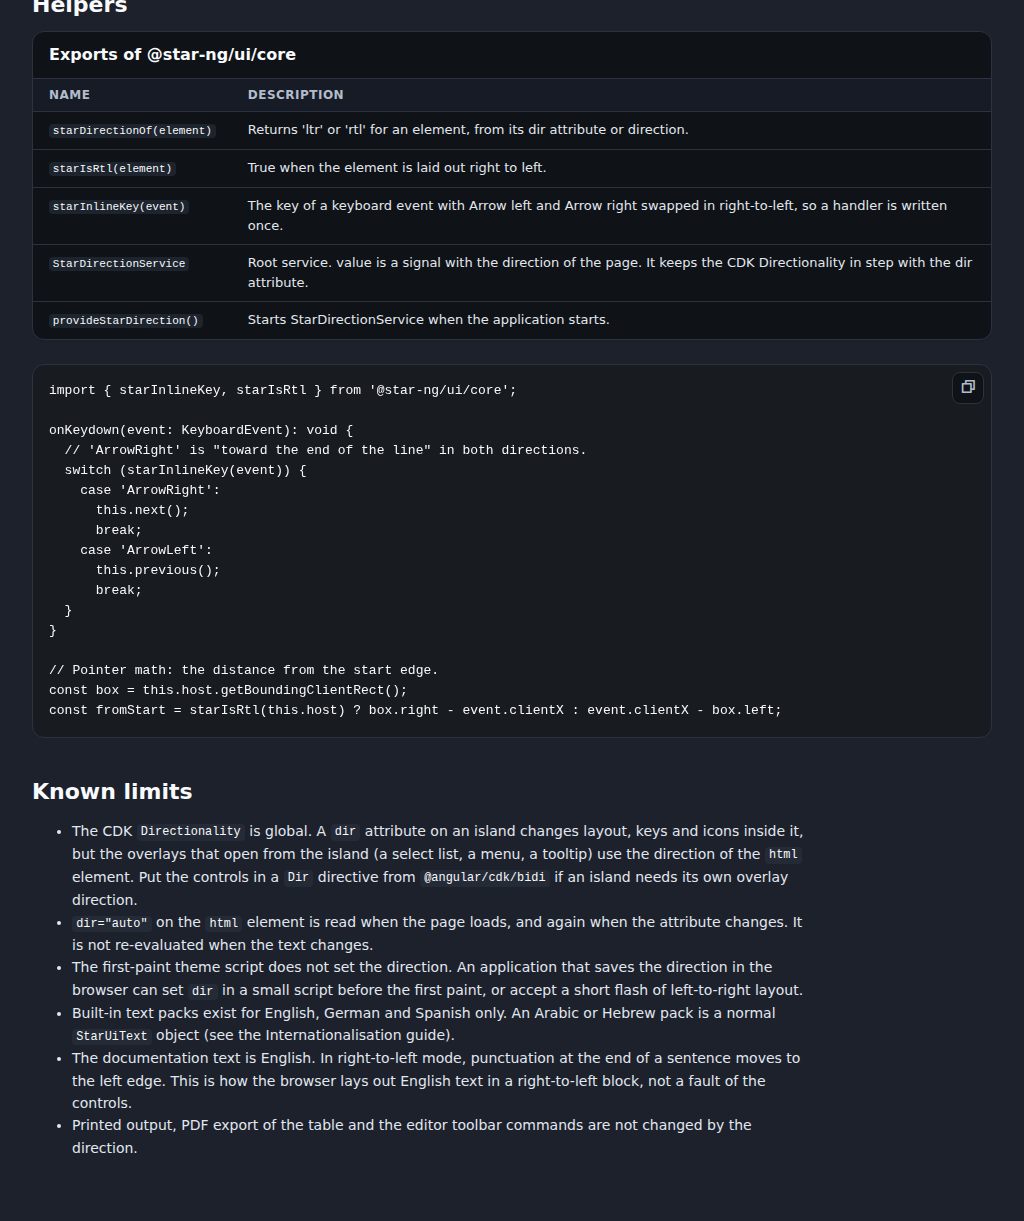 Helpers
Exports of @star-ng/ui/core
NAME DESCRIPTION
starDirectionOf(element) Returns 'ltr' or 'rtl' for an element, from its dir attribute or direction.
starIsRtl(element) True when the element is laid out right to left.
starInlineKey(event) The key of a keyboard event with Arrow left and Arrow right swapped in right-to-left, so a handler is written
once.
StarDirectionService Root service. value is a signal with the direction of the page. It keeps the CDK Directionality in step with the dir
attribute.
provideStarDirection() Starts StarDirectionService when the application starts.
import { starInlineKey, starIsRtl } from '@star-ng/ui/core';
onKeydown(event: KeyboardEvent): void {
  // 'ArrowRight' is "toward the end of the line" in both directions.
  switch (starInlineKey(event)) {
    case 'ArrowRight':
      this.next();
      break;
    case 'ArrowLeft':
      this.previous();
      break;
  }
}
// Pointer math: the distance from the start edge.
const box = this.host.getBoundingClientRect();
const fromStart = starIsRtl(this.host) ? box.right - event.clientX : event.clientX - box.left;
Known limits
• The CDK Directionality is global. A dir attribute on an island changes layout, keys and icons inside it,
but the overlays that open from the island (a select list, a menu, a tooltip) use the direction of the html
element. Put the controls in a Dir directive from @angular/cdk/bidi if an island needs its own overlay
direction.
• dir="auto" on the html element is read when the page loads, and again when the attribute changes. It
is not re-evaluated when the text changes.
• The first-paint theme script does not set the direction. An application that saves the direction in the
browser can set dir in a small script before the first paint, or accept a short flash of left-to-right layout.
• Built-in text packs exist for English, German and Spanish only. An Arabic or Hebrew pack is a normal
StarUiText object (see the Internationalisation guide).
• The documentation text is English. In right-to-left mode, punctuation at the end of a sentence moves to
the left edge. This is how the browser lays out English text in a right-to-left block, not a fault of the
controls.
• Printed output, PDF export of the table and the editor toolbar commands are not changed by the
direction.